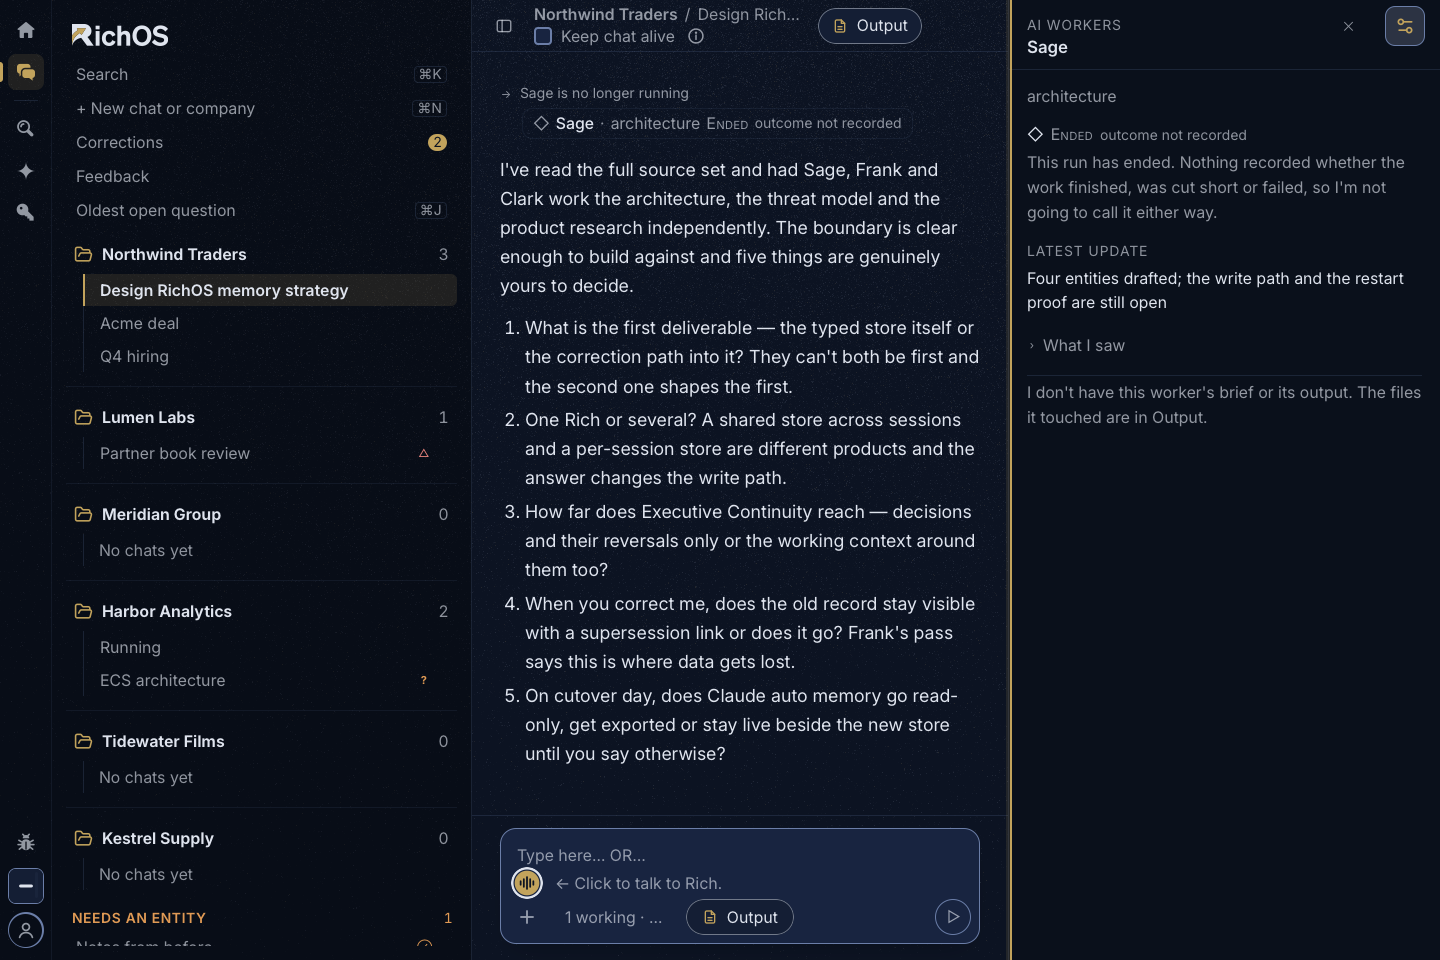 RichOS
Search ⌘K
+ New chat or company ⌘N
Corrections 2
Feedback
Oldest open question ⌘J
Northwind Traders 3
Design RichOS memory strategy
Acme deal
Q4 hiring
Lumen Labs 1
Partner book review
Meridian Group 0
No chats yet
Harbor Analytics 2
Running
ECS architecture ?
Tidewater Films 0
No chats yet
Kestrel Supply 0
No chats yet
NEEDS AN ENTITY 1
Notes from before
Northwind Traders / Design Rich...
Keep chat alive
Output
→ Sage is no longer running
Sage · architecture ENDED outcome not recorded
I've read the full source set and had Sage, Frank and
Clark work the architecture, the threat model and the
product research independently. The boundary is clear
enough to build against and five things are genuinely
yours to decide.
1. What is the first deliverable — the typed store itself or
the correction path into it? They can't both be first and
the second one shapes the first.
2. One Rich or several? A shared store across sessions
and a per-session store are different products and the
answer changes the write path.
3. How far does Executive Continuity reach — decisions
and their reversals only or the working context around
them too?
4. When you correct me, does the old record stay visible
with a supersession link or does it go? Frank's pass
says this is where data gets lost.
5. On cutover day, does Claude auto memory go read-
only, get exported or stay live beside the new store
until you say otherwise?
Type here... OR...
← Click to talk to Rich.
1 working · ...
Output
AI WORKERS
Sage
architecture
ENDED outcome not recorded
This run has ended. Nothing recorded whether the
work finished, was cut short or failed, so I'm not
going to call it either way.
LATEST UPDATE
Four entities drafted; the write path and the restart
proof are still open
› What I saw
I don't have this worker's brief or its output. The files
it touched are in Output.